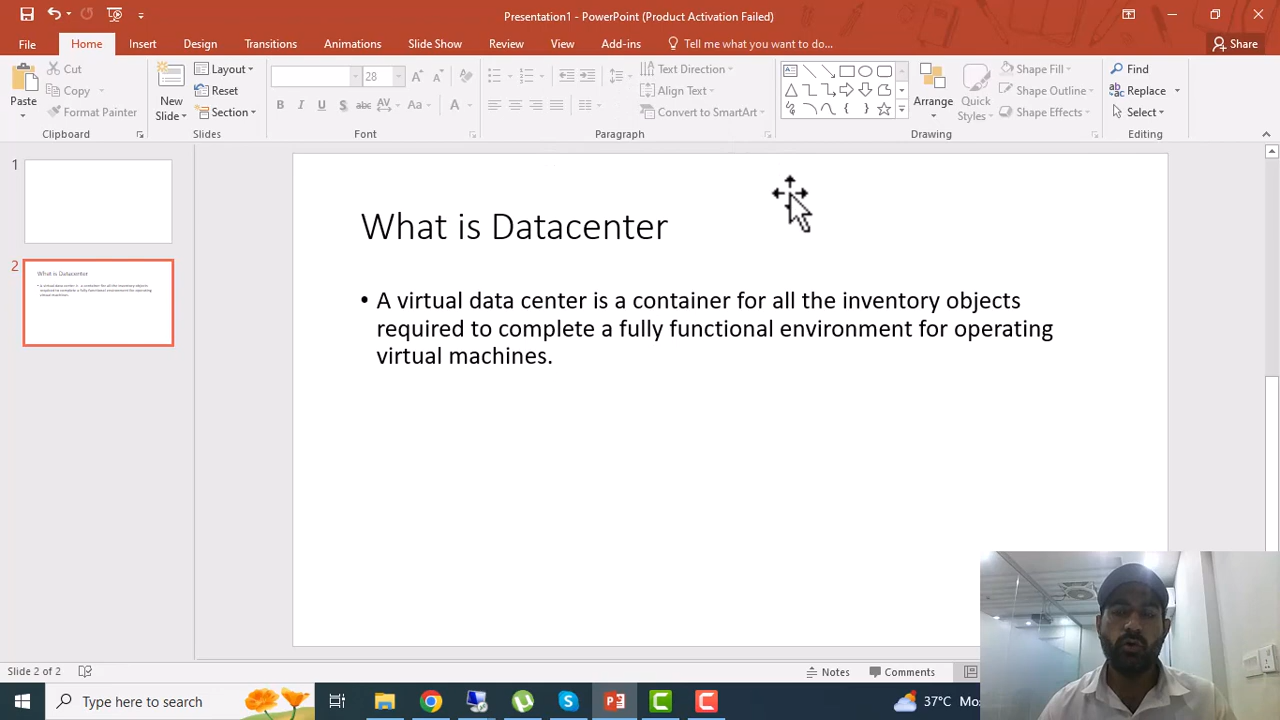 Presentation1 - PowerPoint (Product Activation Failed)
File Home Insert Design Transitions Animations Slide Show Review View Add-ins Tell me what you want to do... Share
Paste
Cut
Copy
Format Painter
Clipboard
New Slide
Layout
Reset
Section
Slides
28
B I U S abc AV Aa A
Font
Text Direction
Align Text
Convert to SmartArt
Paragraph
Arrange
Quick Styles
Shape Fill
Shape Outline
Shape Effects
Drawing
Find
Replace
Select
Editing
1
2
What is Datacenter
• A virtual data center is a container for all the inventory objects
required to complete a fully functional environment for operating
virtual machines.
Slide 2 of 2
Notes Comments
Type here to search
37°C